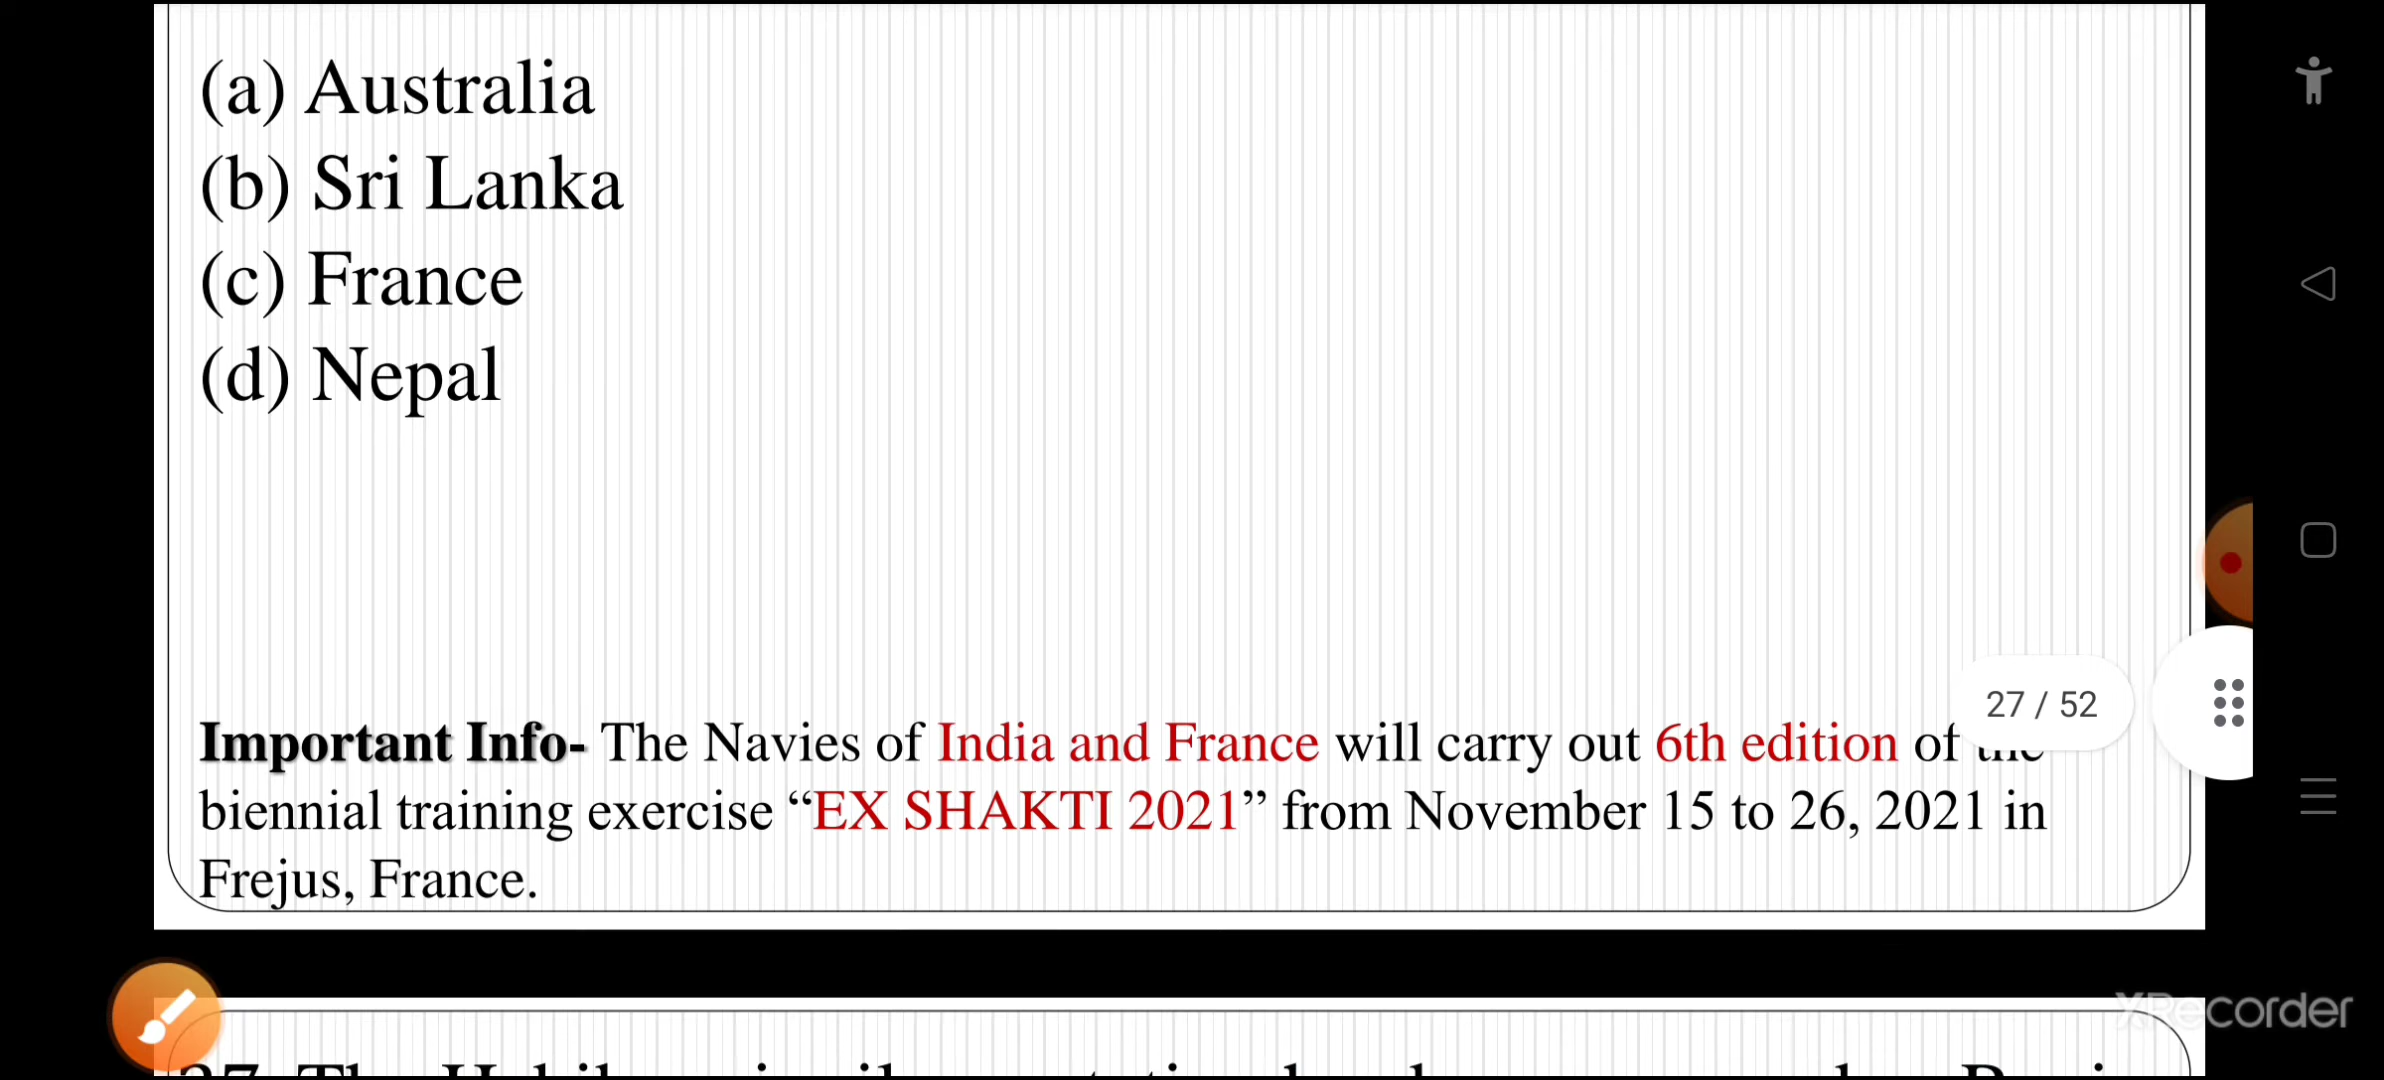 (a) Australia
(b) Sri Lanka
(c) France
(d) Nepal
27 / 52
Important Info- The Navies of India and France will carry out 6th edition of the
biennial training exercise “EX SHAKTI 2021” from November 15 to 26, 2021 in
Frejus, France.
XRecorder